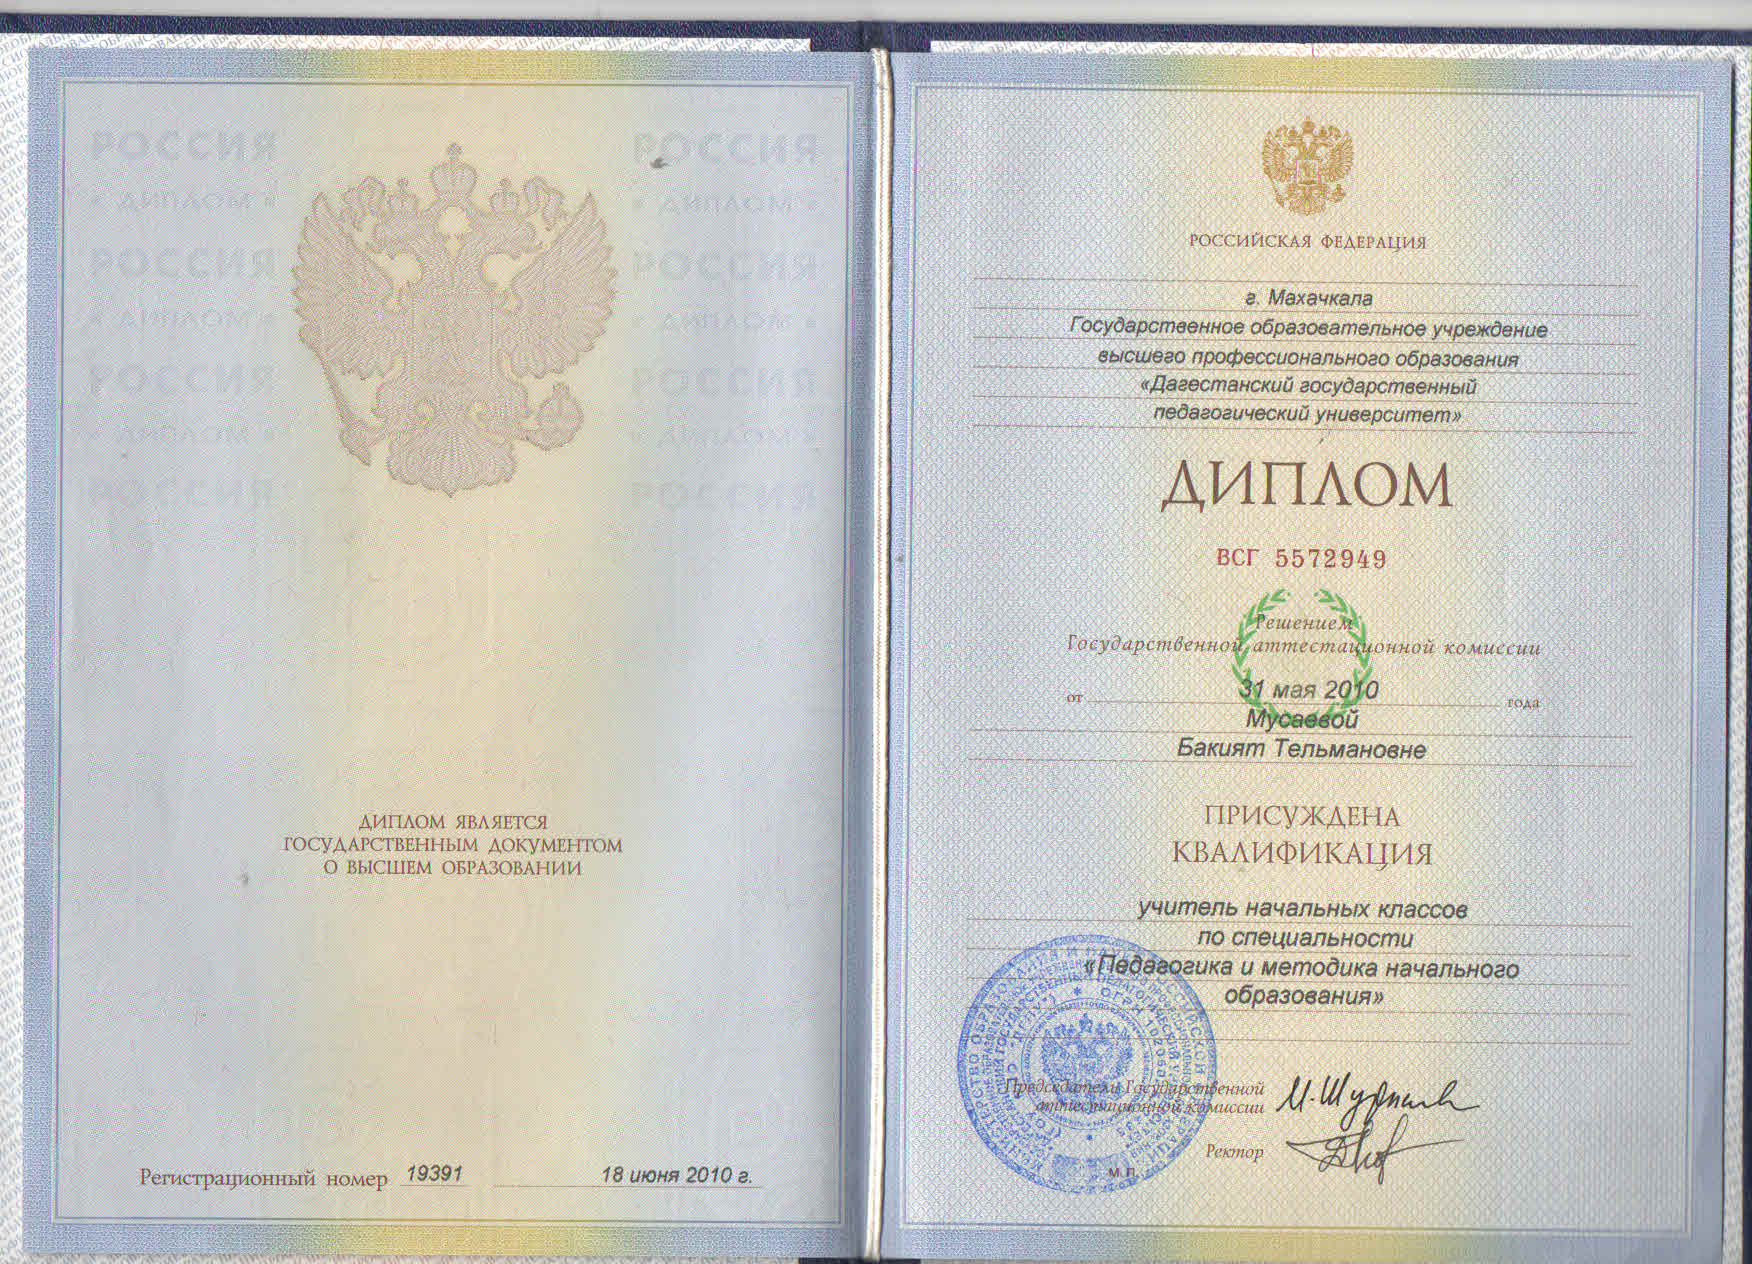 РОССИЯ
« ДИПЛОМ »
РОССИЯ
« ДИПЛОМ »
РОССИЯ
« ДИПЛОМ »
РОССИЯ
РОССИЯ
« ДИПЛОМ »
РОССИЯ
« ДИПЛОМ »
РОССИЯ
« ДИПЛОМ »
РОССИЯ
ДИПЛОМ ЯВЛЯЕТСЯ
ГОСУДАРСТВЕННЫМ ДОКУМЕНТОМ
О ВЫСШЕМ ОБРАЗОВАНИИ
Регистрационный номер 19391 18 июня 2010 г.
РОССИЙСКАЯ ФЕДЕРАЦИЯ
г. Махачкала
Государственное образовательное учреждение
высшего профессионального образования
«Дагестанский государственный
педагогический университет»
ДИПЛОМ
ВСГ 5572949
Решением
Государственной аттестационной комиссии
от 31 мая 2010 года
Мусаевой
Бакият Тельмановне
ПРИСУЖДЕНА
КВАЛИФИКАЦИЯ
учитель начальных классов
по специальности
«Педагогика и методика начального
образования»
Председатель Государственной
аттестационной комиссии
Ректор
М.П.